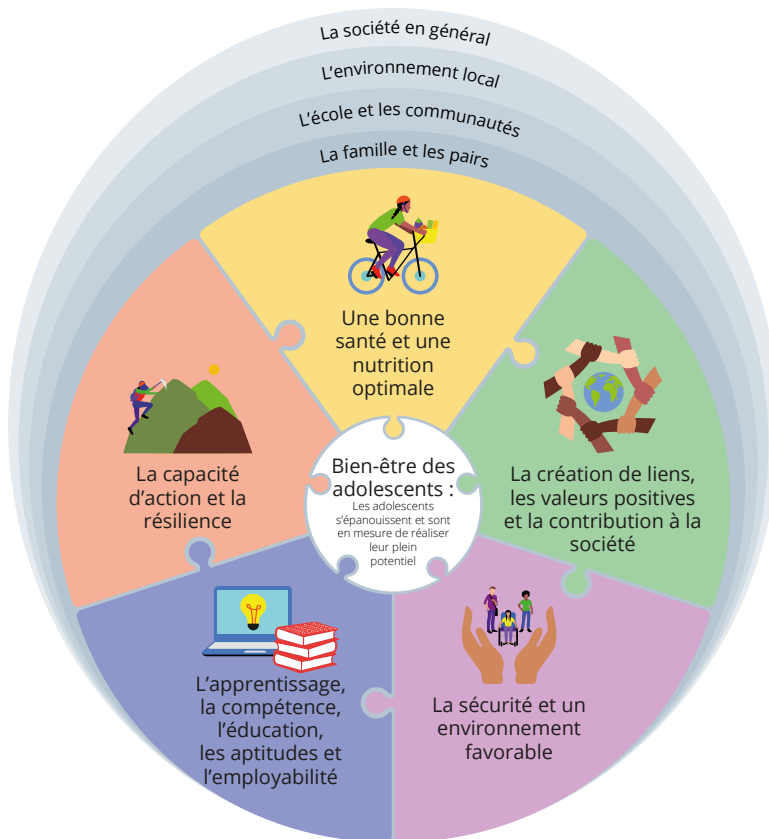 La société en général
L'environnement local
L'école et les communautés
La famille et les pairs
Une bonne
santé et une
nutrition
optimale
La création de liens,
les valeurs positives
et la contribution à la
société
La sécurité et un
environnement
favorable
L'apprentissage,
la compétence,
l'éducation,
les aptitudes et
l'employabilité
La capacité
d'action et la
résilience
Bien-être des
adolescents :
Les adolescents
s'épanouissent et sont
en mesure de réaliser
leur plein
potentiel